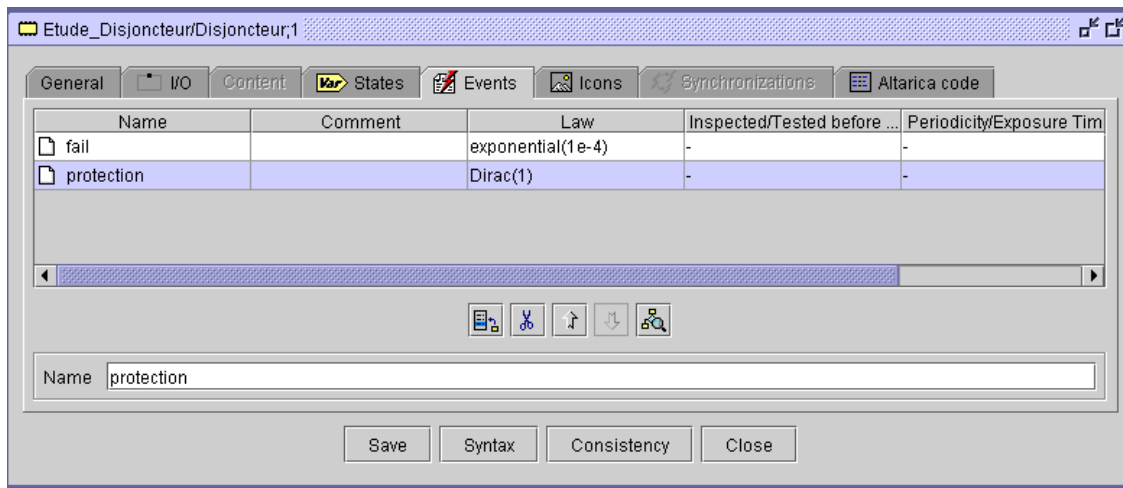 Etude_Disjoncteur/Disjoncteur;1
General I/O Content Var States Events Icons Synchronizations Altarica code
Name Comment Law Inspected/Tested before ... Periodicity/Exposure Tim
fail exponential(1e-4) - -
protection Dirac(1) - -
Name protection
Save Syntax Consistency Close